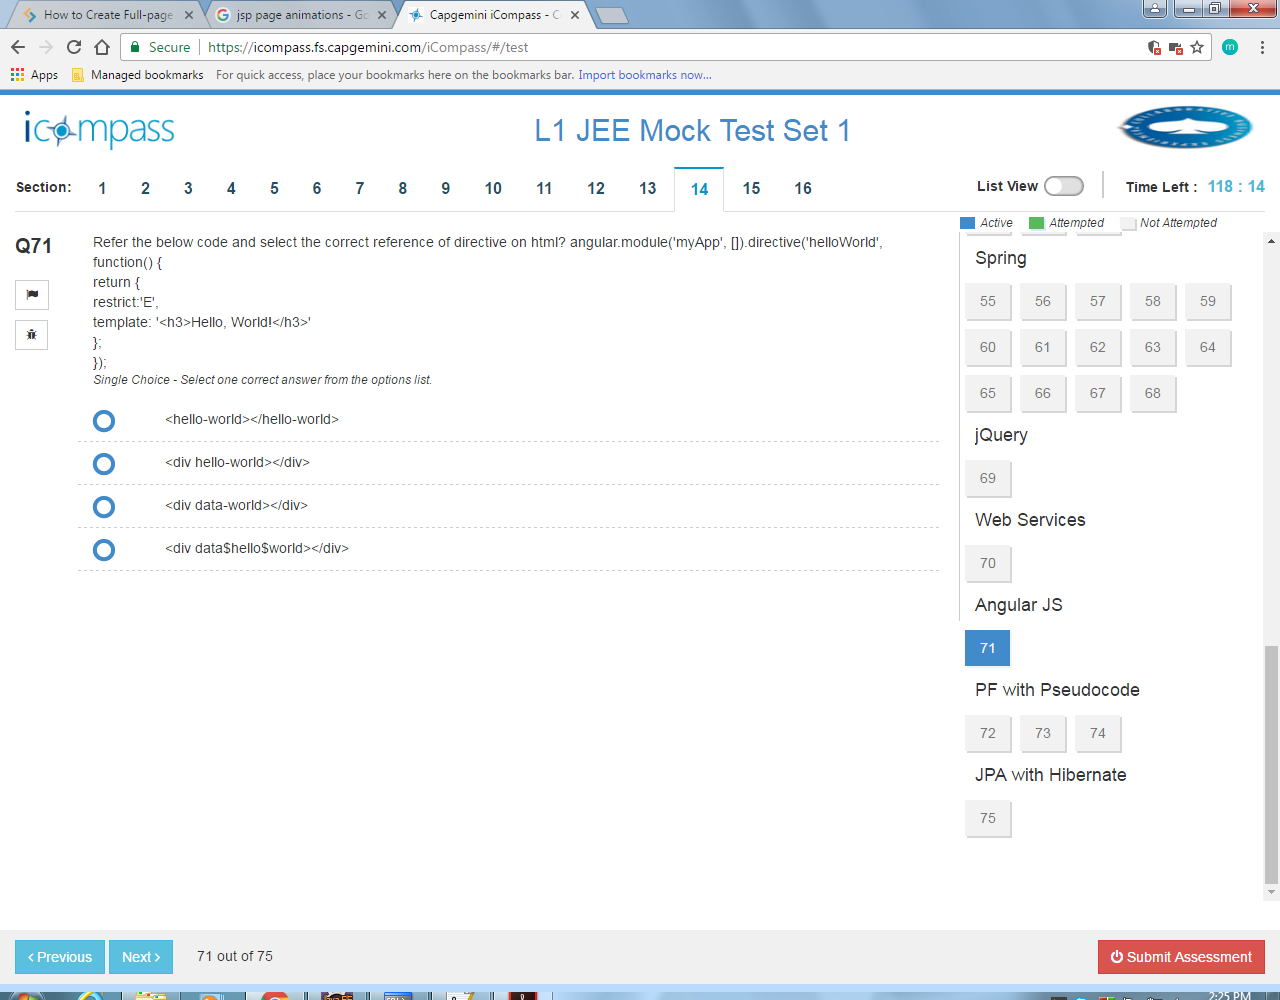 How to Create Full-page
jsp page animations - Go
Capgemini iCompass - C
m
Secure
https://icompass.fs.capgemini.com/iCompass/#/test
Apps
Managed bookmarks
For quick access, place your bookmarks here on the bookmarks bar. Import bookmarks now...
icompass
L1 JEE Mock Test Set 1
Section: 1 2 3 4 5 6 7 8 9 10 11 12 13 14 15 16
List View
Time Left : 118 : 14
Active Attempted Not Attempted
Q71
Refer the below code and select the correct reference of directive on html? angular.module('myApp', []).directive('helloWorld',
function() {
return {
restrict:'E',
template: '<h3>Hello, World!</h3>'
};
});
Single Choice - Select one correct answer from the options list.
<hello-world></hello-world>
<div hello-world></div>
<div data-world></div>
<div data$hello$world></div>
Spring
55 56 57 58 59
60 61 62 63 64
65 66 67 68
jQuery
69
Web Services
70
Angular JS
71
PF with Pseudocode
72 73 74
JPA with Hibernate
75
‹ Previous
Next ›
71 out of 75
Submit Assessment
2:25 PM